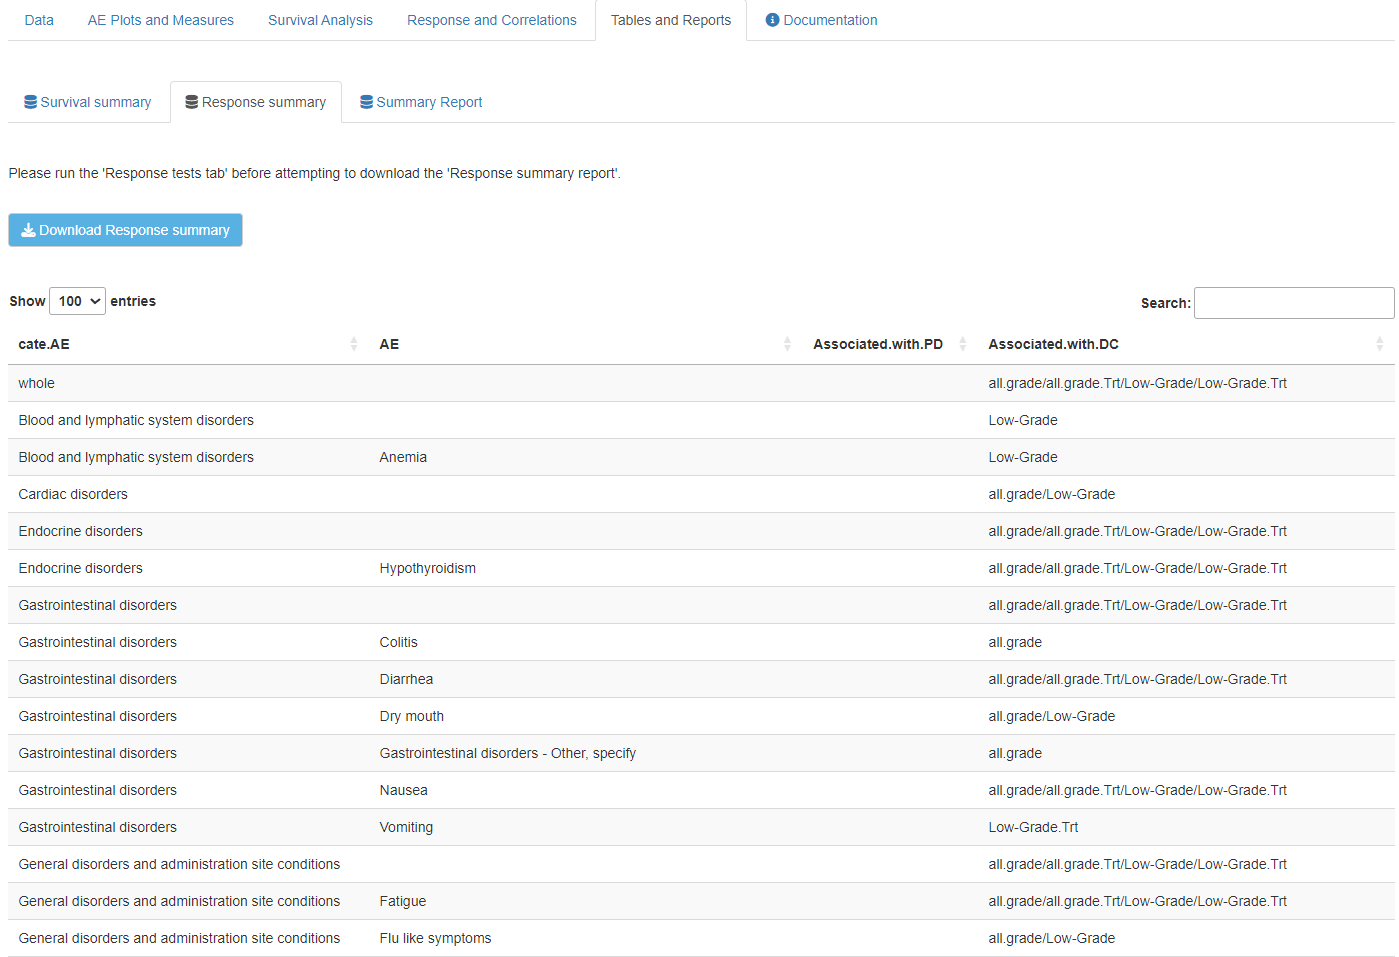 Data AE Plots and Measures Survival Analysis Response and Correlations Tables and Reports Documentation
Survival summary Response summary Summary Report
Please run the 'Response tests tab' before attempting to download the 'Response summary report'.
Download Response summary
Show 100 entries Search:
cate.AE AE Associated.with.PD Associated.with.DC
whole all.grade/all.grade.Trt/Low-Grade/Low-Grade.Trt
Blood and lymphatic system disorders Low-Grade
Blood and lymphatic system disorders Anemia Low-Grade
Cardiac disorders all.grade/Low-Grade
Endocrine disorders all.grade/all.grade.Trt/Low-Grade/Low-Grade.Trt
Endocrine disorders Hypothyroidism all.grade/all.grade.Trt/Low-Grade/Low-Grade.Trt
Gastrointestinal disorders all.grade/all.grade.Trt/Low-Grade/Low-Grade.Trt
Gastrointestinal disorders Colitis all.grade
Gastrointestinal disorders Diarrhea all.grade/all.grade.Trt/Low-Grade/Low-Grade.Trt
Gastrointestinal disorders Dry mouth all.grade/Low-Grade
Gastrointestinal disorders Gastrointestinal disorders - Other, specify all.grade
Gastrointestinal disorders Nausea all.grade/all.grade.Trt/Low-Grade/Low-Grade.Trt
Gastrointestinal disorders Vomiting Low-Grade.Trt
General disorders and administration site conditions all.grade/all.grade.Trt/Low-Grade/Low-Grade.Trt
General disorders and administration site conditions Fatigue all.grade/all.grade.Trt/Low-Grade/Low-Grade.Trt
General disorders and administration site conditions Flu like symptoms all.grade/Low-Grade